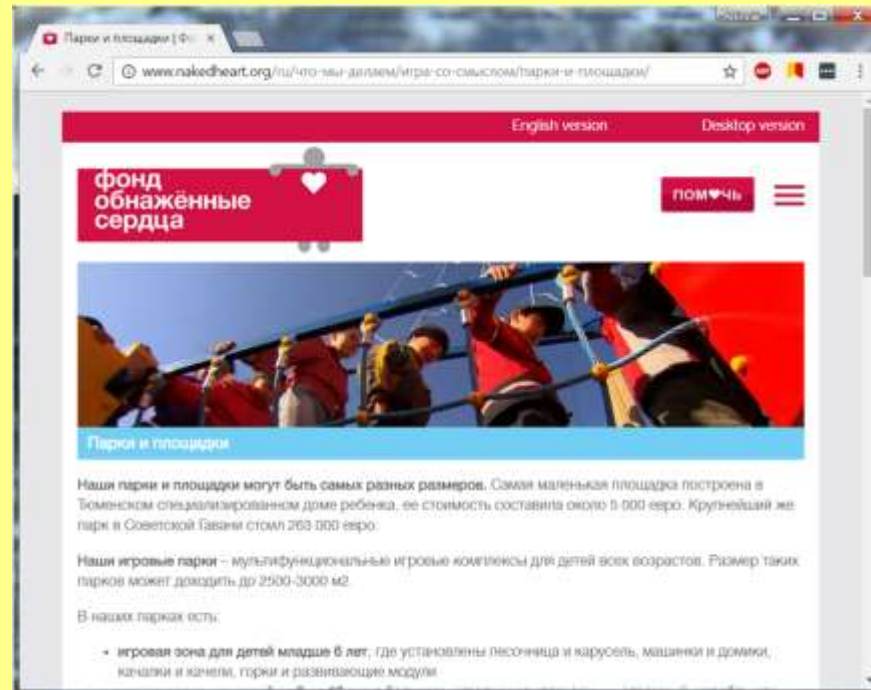 Парки и площадки | Фо
www.nakedheart.org/ru/что-мы-делаем/игра-со-смыслом/парки-и-площадки/
English version Desktop version
фонд
обнажённые
сердца
ПОМ♥ЧЬ
Парки и площадки
Наши парки и площадки могут быть самых разных размеров. Самая маленькая площадка построена в
Тюменском специализированном доме ребенка, ее стоимость составила около 5 000 евро. Крупнейший же
парк в Советской Гавани стоил 263 000 евро.
Наши игровые парки – мультифункциональные игровые комплексы для детей всех возрастов. Размер таких
парков может доходить до 2500-3000 м2.
В наших парках есть:
• игровая зона для детей младше 6 лет, где установлены песочница и карусель, машинки и домики,
качалки и качели, горки и развивающие модули